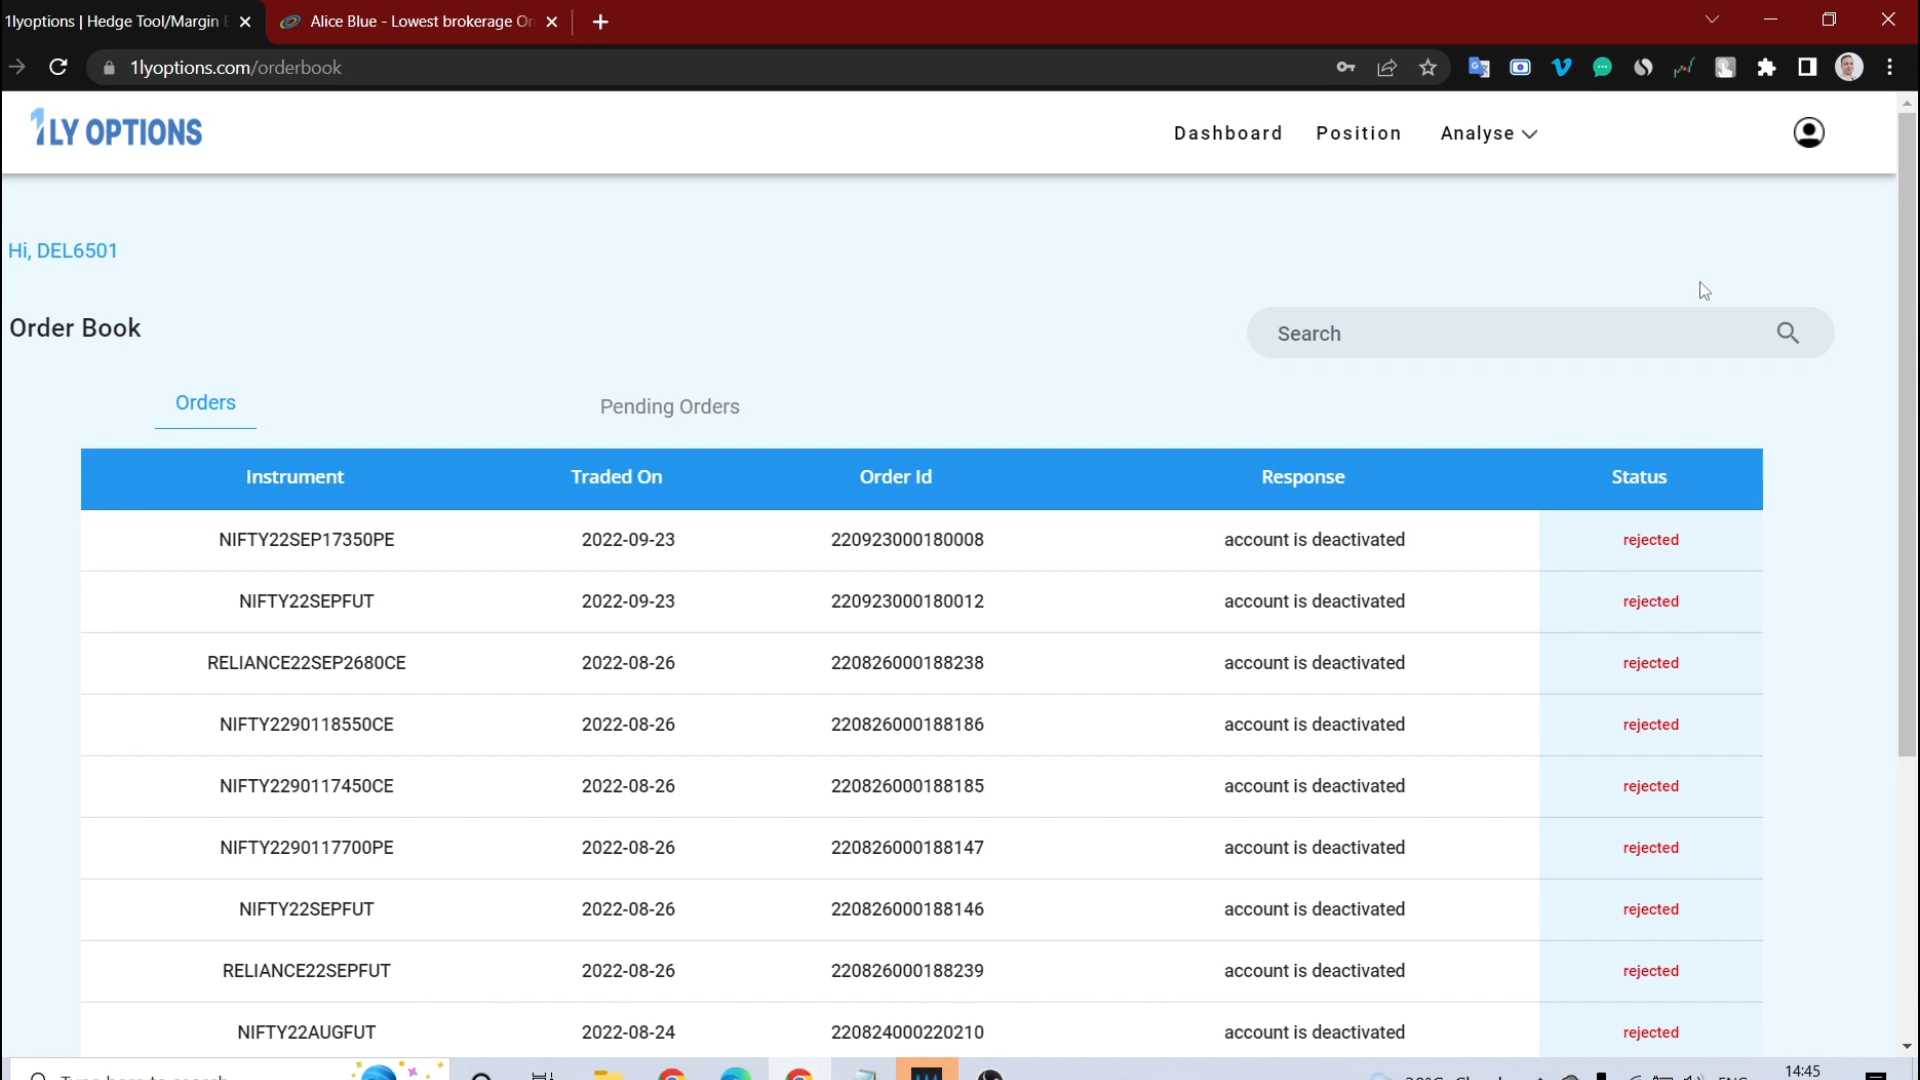 1lyoptions | Hedge Tool/Margin
Alice Blue - Lowest brokerage On
1lyoptions.com/orderbook
1LY OPTIONS
Dashboard Position Analyse
Hi, DEL6501
Order Book
Search
Orders Pending Orders
Instrument Traded On Order Id Response Status
NIFTY22SEP17350PE 2022-09-23 220923000180008 account is deactivated rejected
NIFTY22SEPFUT 2022-09-23 220923000180012 account is deactivated rejected
RELIANCE22SEP2680CE 2022-08-26 220826000188238 account is deactivated rejected
NIFTY2290118550CE 2022-08-26 220826000188186 account is deactivated rejected
NIFTY2290117450CE 2022-08-26 220826000188185 account is deactivated rejected
NIFTY2290117700PE 2022-08-26 220826000188147 account is deactivated rejected
NIFTY22SEPFUT 2022-08-26 220826000188146 account is deactivated rejected
RELIANCE22SEPFUT 2022-08-26 220826000188239 account is deactivated rejected
NIFTY22AUGFUT 2022-08-24 220824000220210 account is deactivated rejected
Type here to search
14:45